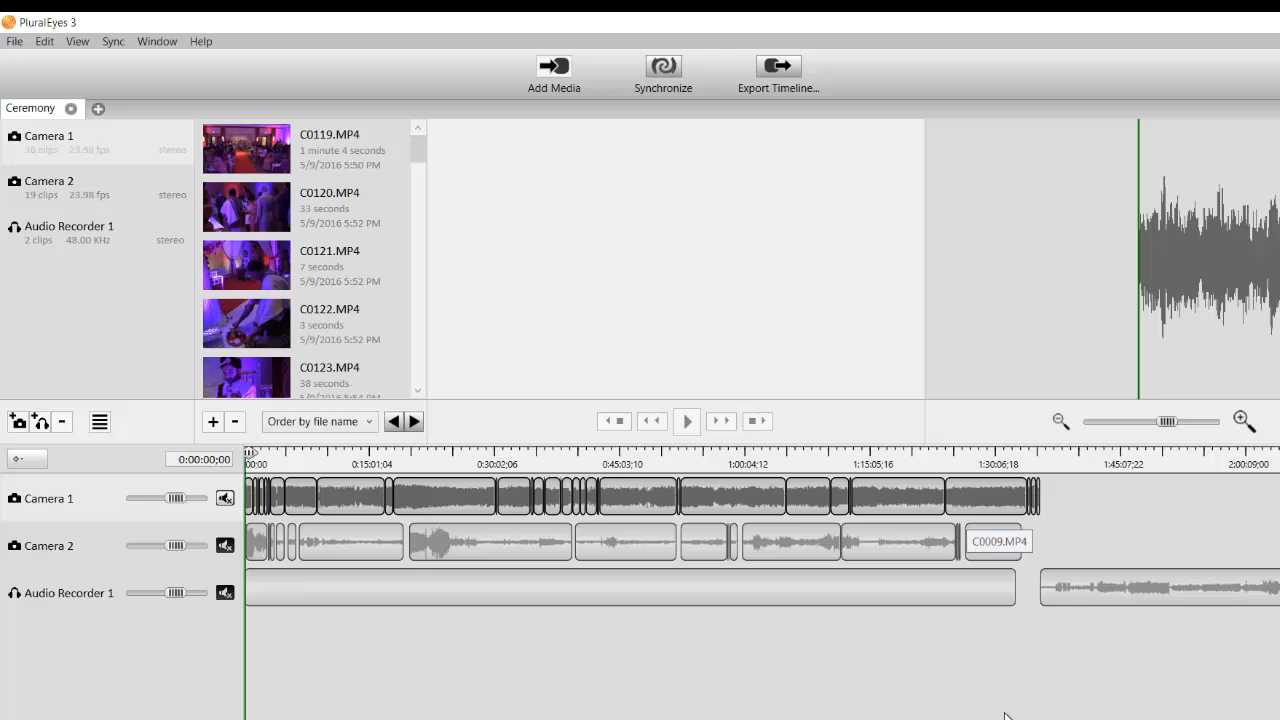 PluralEyes 3
File Edit View Sync Window Help
Add Media Synchronize Export Timeline...
Ceremony
Camera 1
36 clips 23.98 fps stereo
Camera 2
19 clips 23.98 fps stereo
Audio Recorder 1
2 clips 48.00 KHz stereo
C0119.MP4
1 minute 4 seconds
5/9/2016 5:50 PM
C0120.MP4
33 seconds
5/9/2016 5:52 PM
C0121.MP4
7 seconds
5/9/2016 5:52 PM
C0122.MP4
3 seconds
5/9/2016 5:52 PM
C0123.MP4
38 seconds
Order by file name
0:00:00;00
00;00 0:15:01;04 0:30:02;06 0:45:03;10 1:00:04;12 1:15:05;16 1:30:06;18 1:45:07;22 2:00:09;00
Camera 1
Camera 2
C0009.MP4
Audio Recorder 1